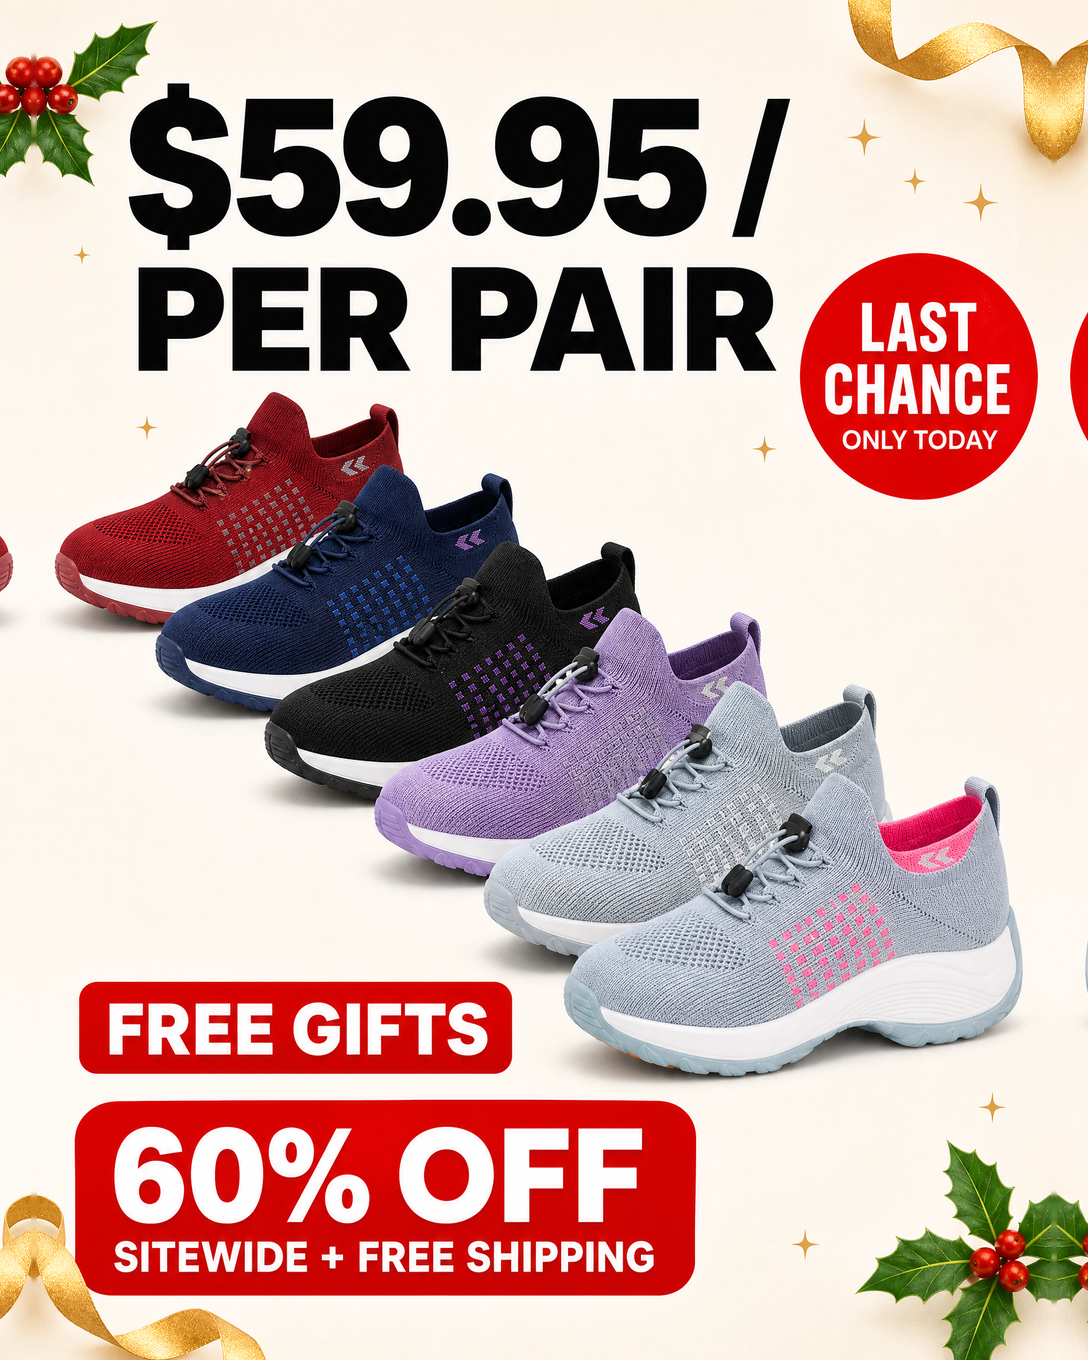 $59.95 /
PER PAIR
LAST
CHANCE
ONLY TODAY
FREE GIFTS
60% OFF
SITEWIDE + FREE SHIPPING